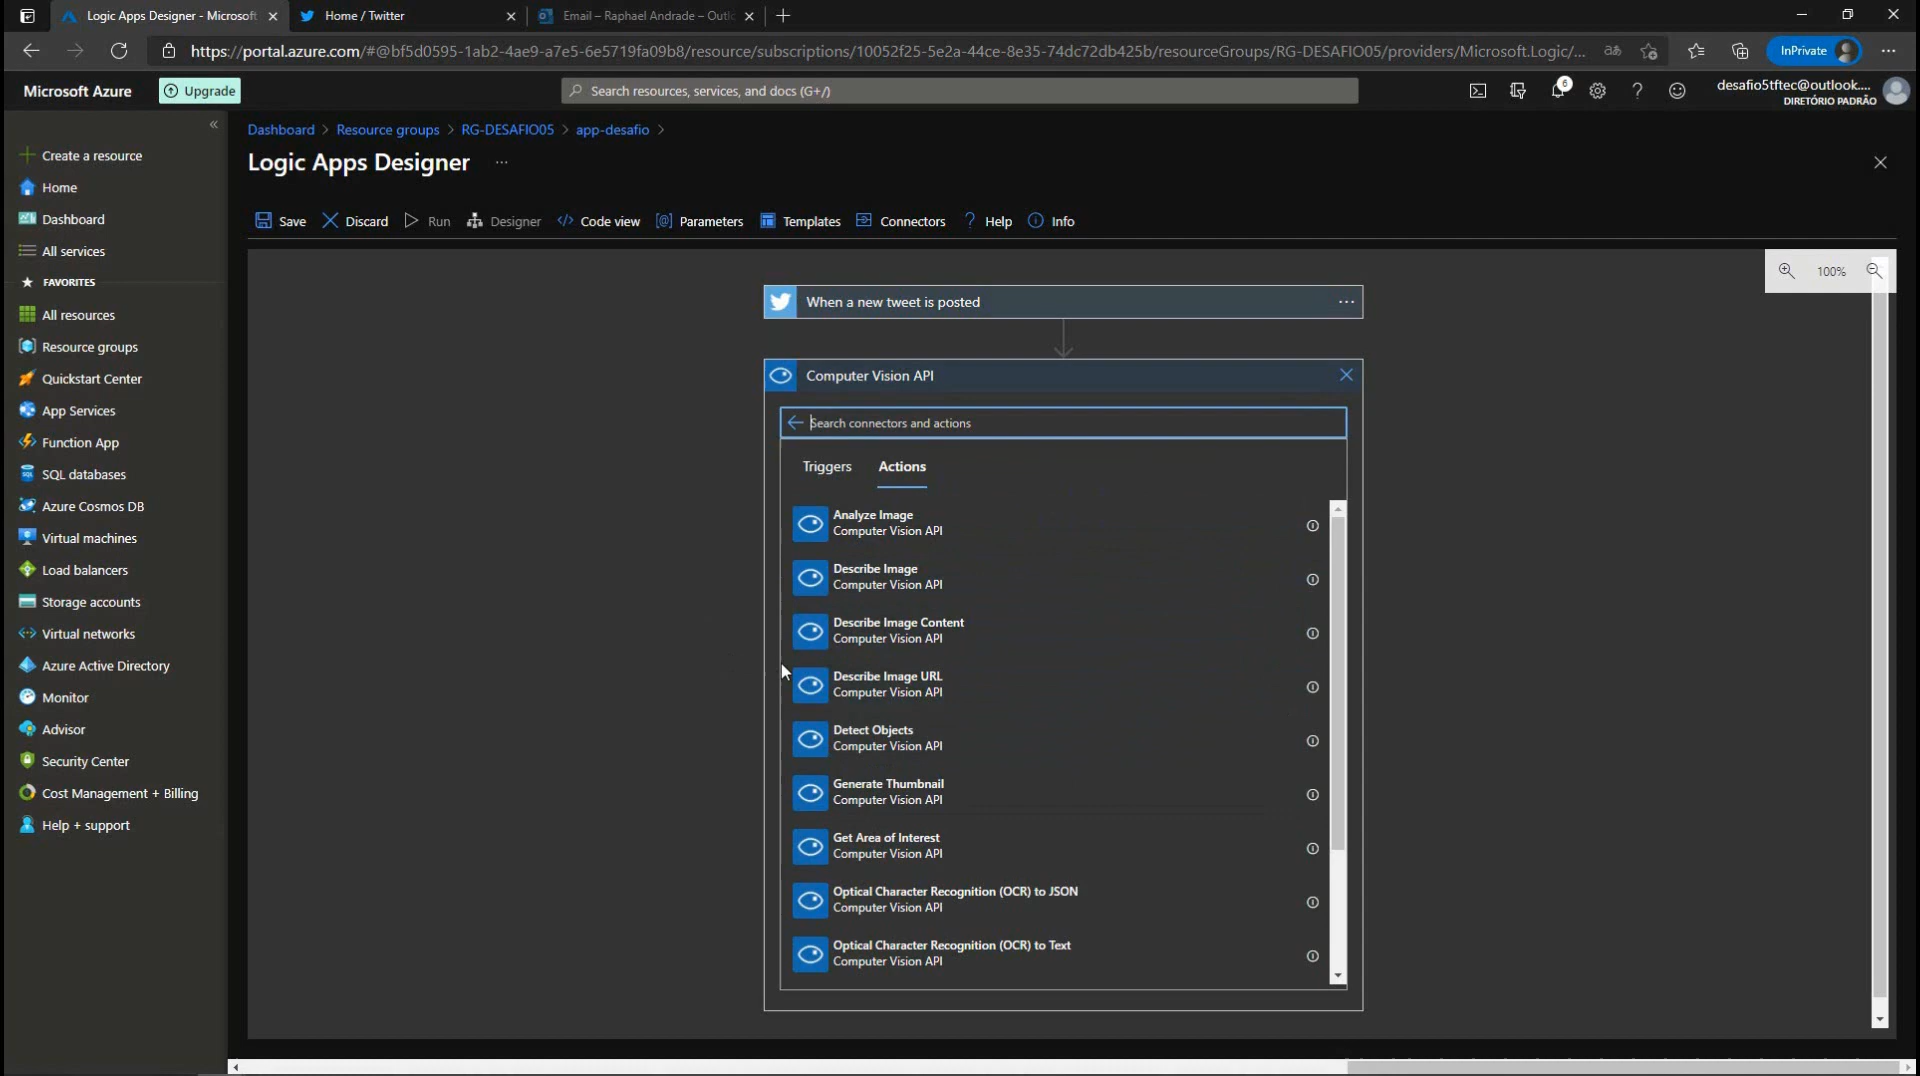 Logic Apps Designer - Microsoft
Home / Twitter
Email – Raphael Andrade – Outl
https://portal.azure.com/#@bf5d0595-1ab2-4ae9-a7e5-6e5719fa09b8/resource/subscriptions/10052f25-5e2a-44ce-8e35-74dc72db425b/resourceGroups/RG-DESAFIO05/providers/Microsoft.Logic/...
InPrivate
Microsoft Azure
Upgrade
Search resources, services, and docs (G+/)
6
desafio5tftec@outlook....
DIRETÓRIO PADRÃO
Dashboard > Resource groups > RG-DESAFIO05 > app-desafio >
Logic Apps Designer ...
Save
Discard
Run
Designer
Code view
Parameters
Templates
Connectors
Help
Info
Create a resource
Home
Dashboard
All services
FAVORITES
All resources
Resource groups
Quickstart Center
App Services
Function App
SQL databases
Azure Cosmos DB
Virtual machines
Load balancers
Storage accounts
Virtual networks
Azure Active Directory
Monitor
Advisor
Security Center
Cost Management + Billing
Help + support
100%
When a new tweet is posted
Computer Vision API
Search connectors and actions
Triggers
Actions
Analyze Image
Computer Vision API
Describe Image
Computer Vision API
Describe Image Content
Computer Vision API
Describe Image URL
Computer Vision API
Detect Objects
Computer Vision API
Generate Thumbnail
Computer Vision API
Get Area of Interest
Computer Vision API
Optical Character Recognition (OCR) to JSON
Computer Vision API
Optical Character Recognition (OCR) to Text
Computer Vision API